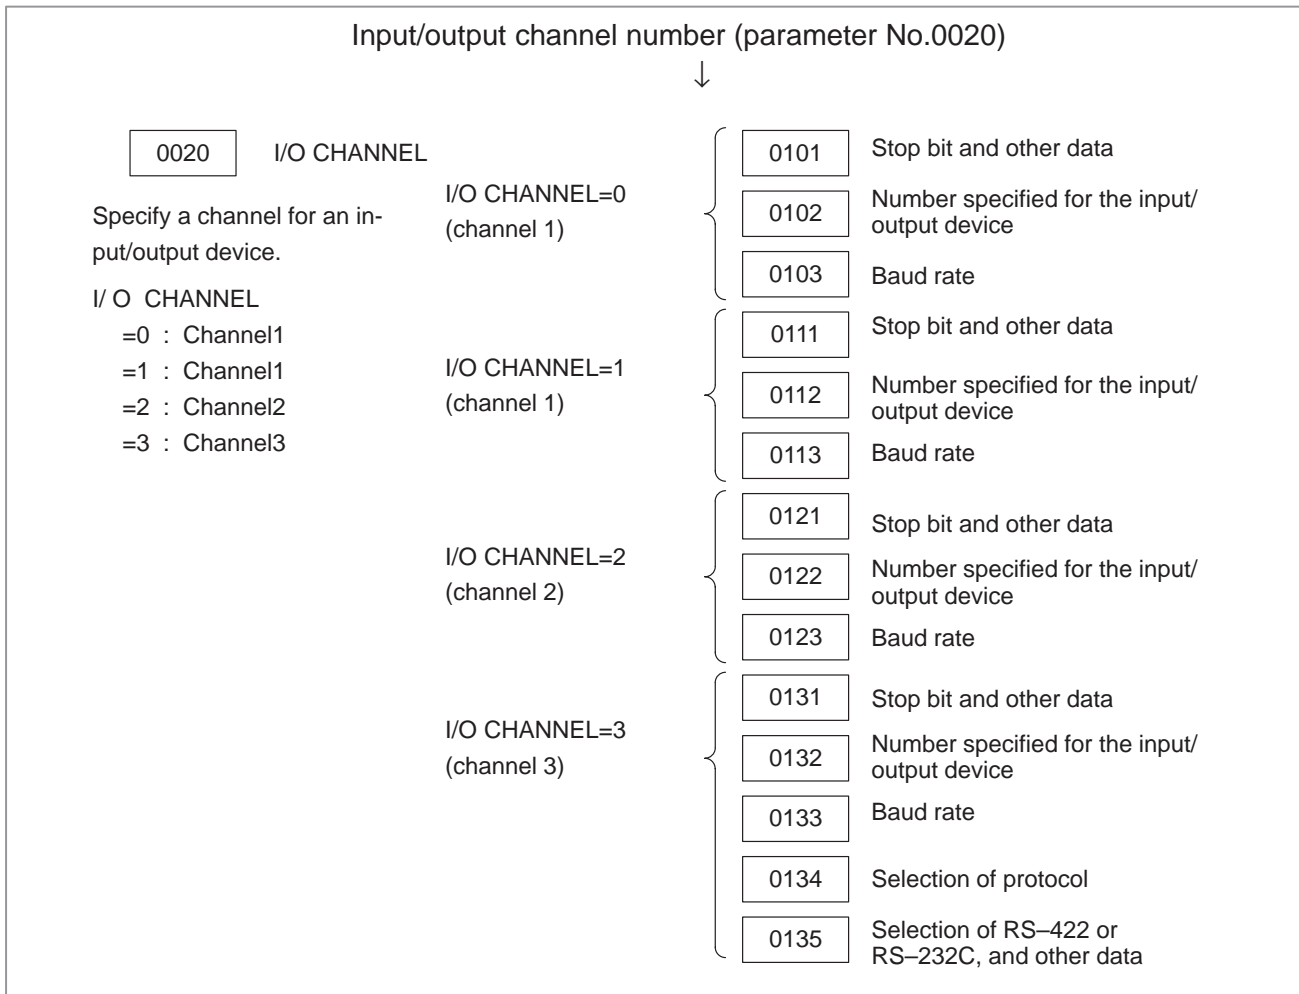 Input/output channel number (parameter No.0020)
↓
0020 I/O CHANNEL
Specify a channel for an in-
put/output device.
I/ O CHANNEL
=0 : Channel1
=1 : Channel1
=2 : Channel2
=3 : Channel3
I/O CHANNEL=0
(channel 1)
0101 Stop bit and other data
0102 Number specified for the input/
output device
0103 Baud rate
I/O CHANNEL=1
(channel 1)
0111 Stop bit and other data
0112 Number specified for the input/
output device
0113 Baud rate
I/O CHANNEL=2
(channel 2)
0121 Stop bit and other data
0122 Number specified for the input/
output device
0123 Baud rate
I/O CHANNEL=3
(channel 3)
0131 Stop bit and other data
0132 Number specified for the input/
output device
0133 Baud rate
0134 Selection of protocol
0135 Selection of RS–422 or
RS–232C, and other data